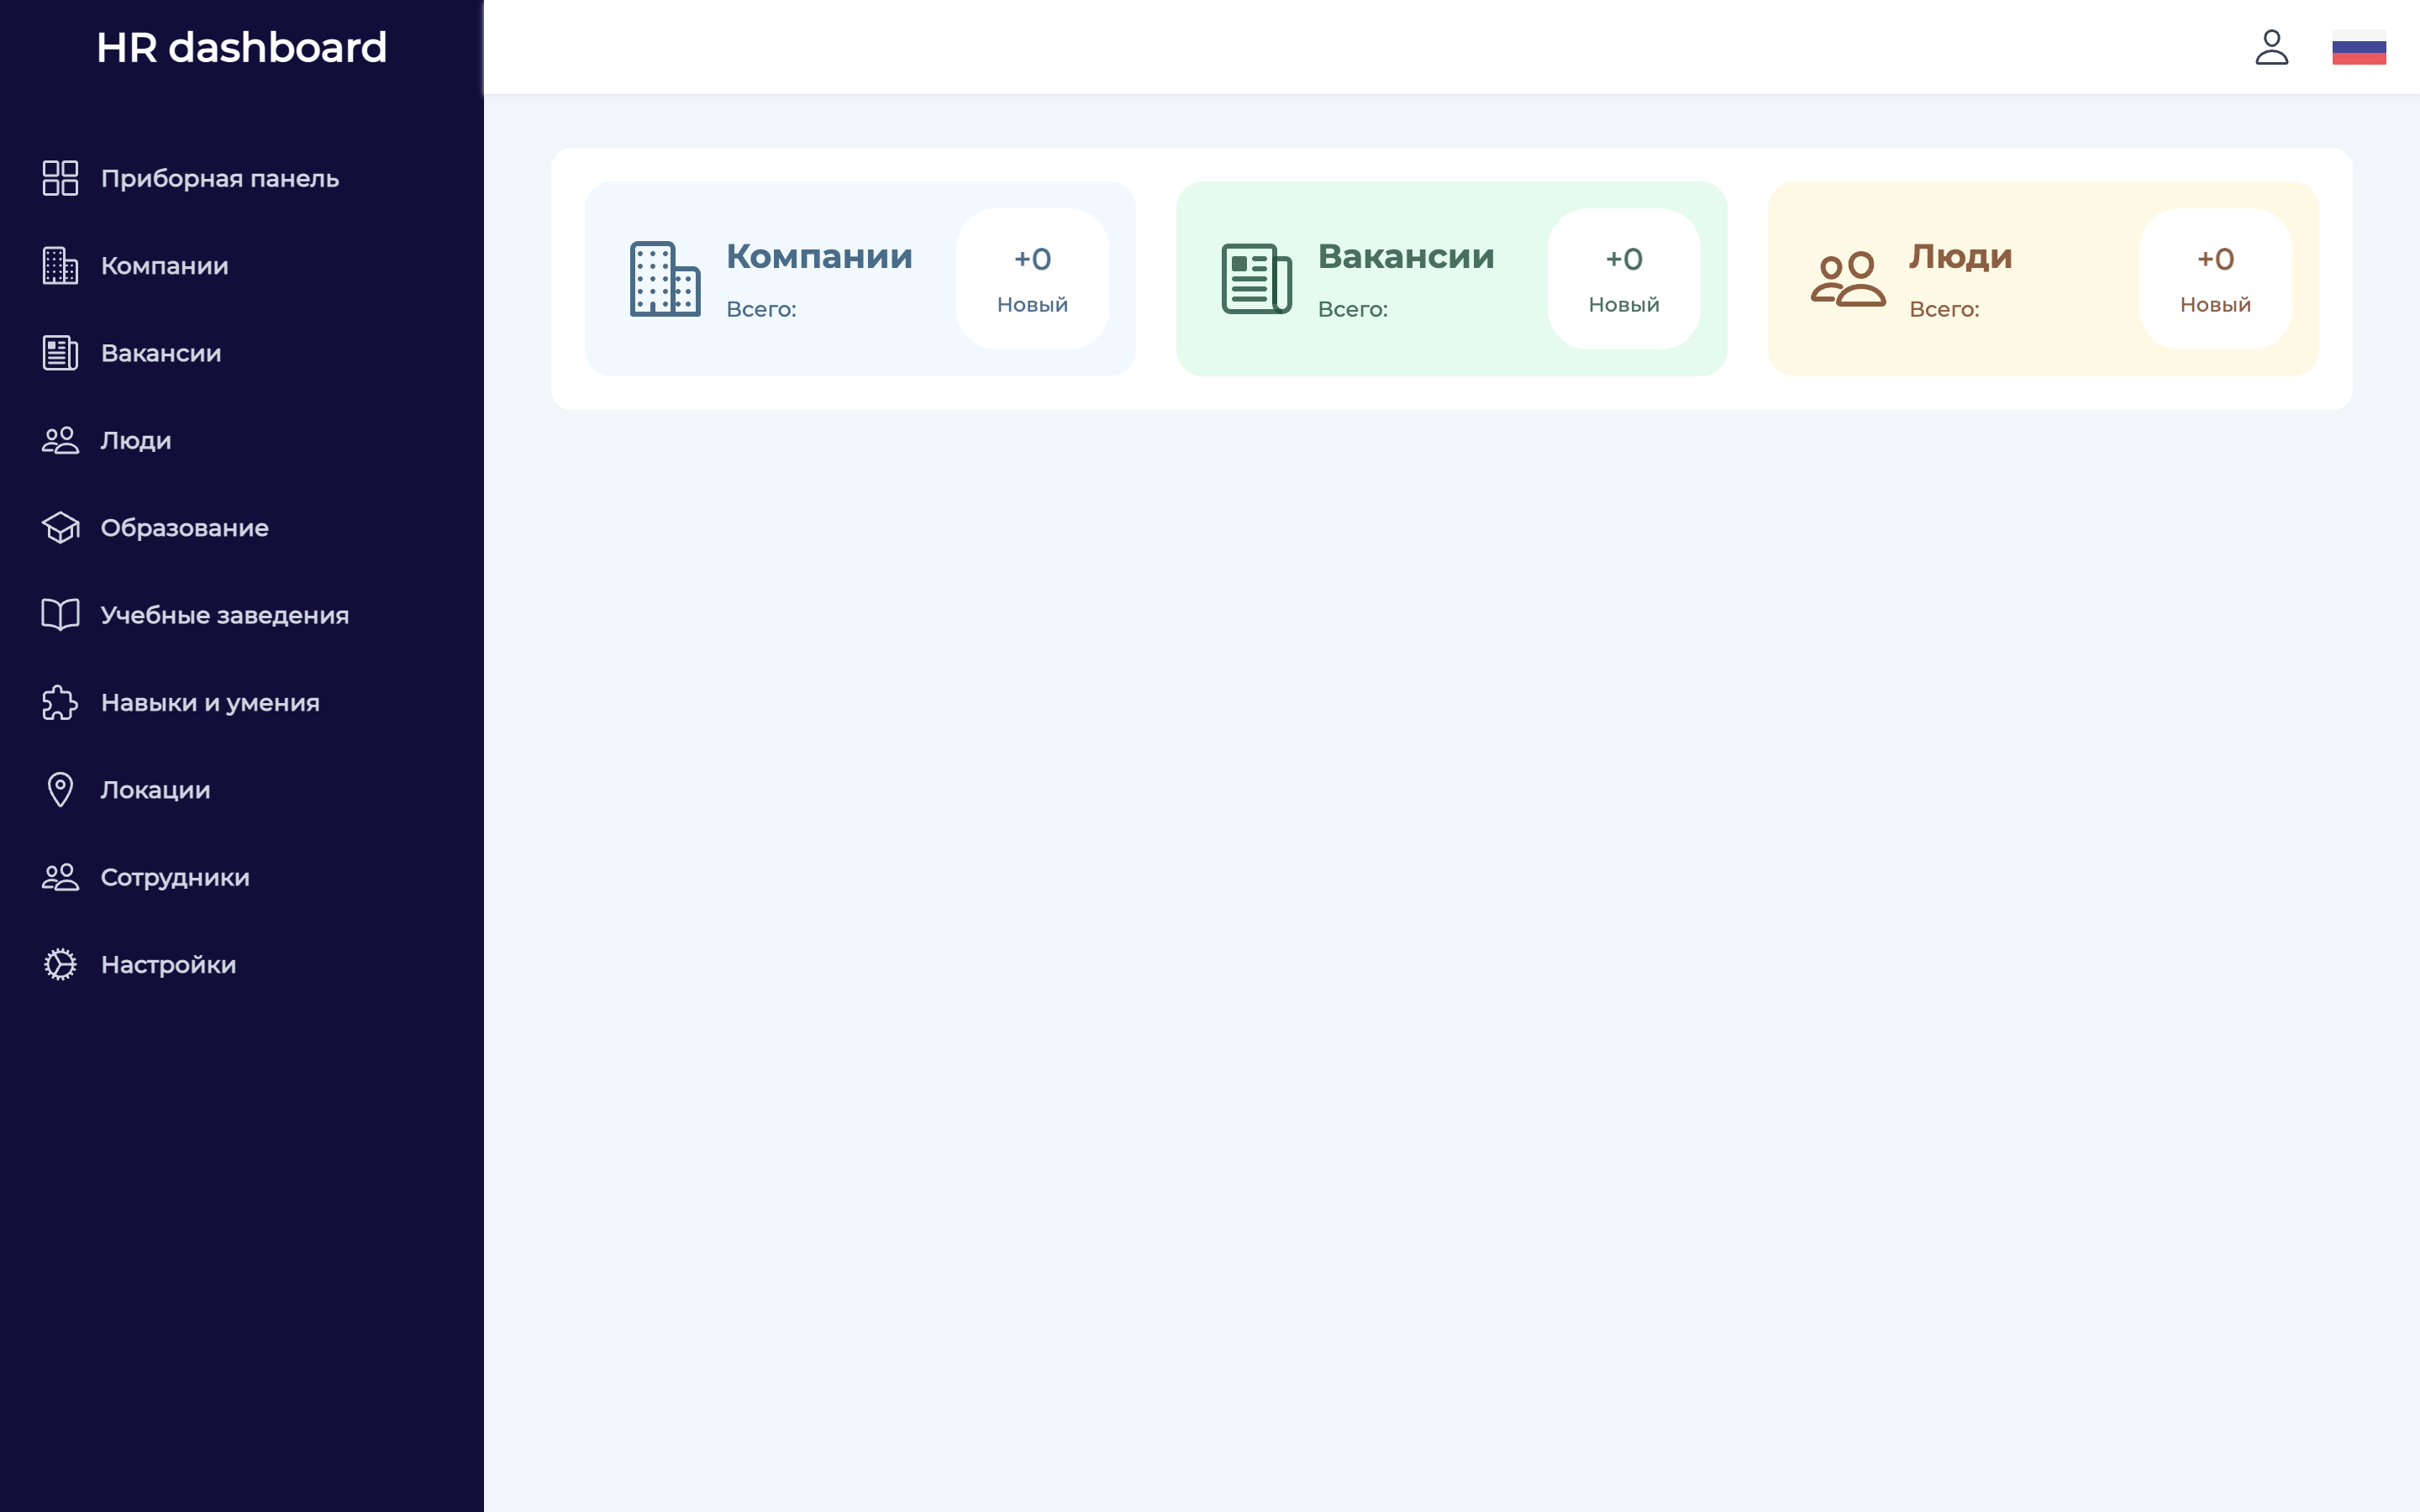 HR dashboard
Приборная панель
Компании
Вакансии
Люди
Образование
Учебные заведения
Навыки и умения
Локации
Сотрудники
Настройки
Компании
Всего:
+0
Новый
Вакансии
Всего:
+0
Новый
Люди
Всего:
+0
Новый